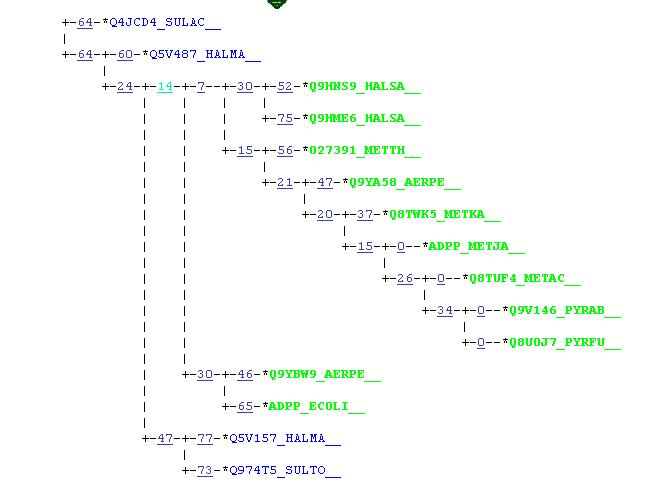 +-64-*Q4JCD4_SULAC__
|
+-64-+-60-*Q5V487_HALMA__
|
+-24-+-14-+-7--+-30-+-52-*Q9HNS9_HALSA__
| | | |
| | | +-75-*Q9HME6_HALSA__
| | |
| | +-15-+-56-*O27391_METTH__
| | |
| | +-21-+-47-*Q9YA58_AERPE__
| | |
| | +-20-+-37-*Q8TWK5_METKA__
| | |
| | +-15-+-0--*ADPP_METJA__
| | |
| | +-26-+-0--*Q8TUF4_METAC__
| | |
| | +-34-+-0--*Q9V146_PYRAB__
| | |
| | +-0--*Q8U0J7_PYRFU__
| |
| +-30-+-46-*Q9YBW9_AERPE__
| |
| +-65-*ADPP_ECOLI__
|
+-47-+-77-*Q5V157_HALMA__
|
+-73-*Q974T5_SULTO__